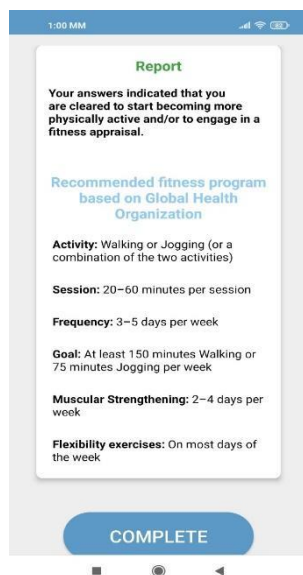 1:00 MM
Report
Your answers indicated that you
are cleared to start becoming more
physically active and/or to engage in a
fitness appraisal.
Recommended fitness program
based on Global Health
Organization
Activity: Walking or Jogging (or a
combination of the two activities)
Session: 20–60 minutes per session
Frequency: 3–5 days per week
Goal: At least 150 minutes Walking or
75 minutes Jogging per week
Muscular Strengthening: 2–4 days per
week
Flexibility exercises: On most days of
the week
COMPLETE